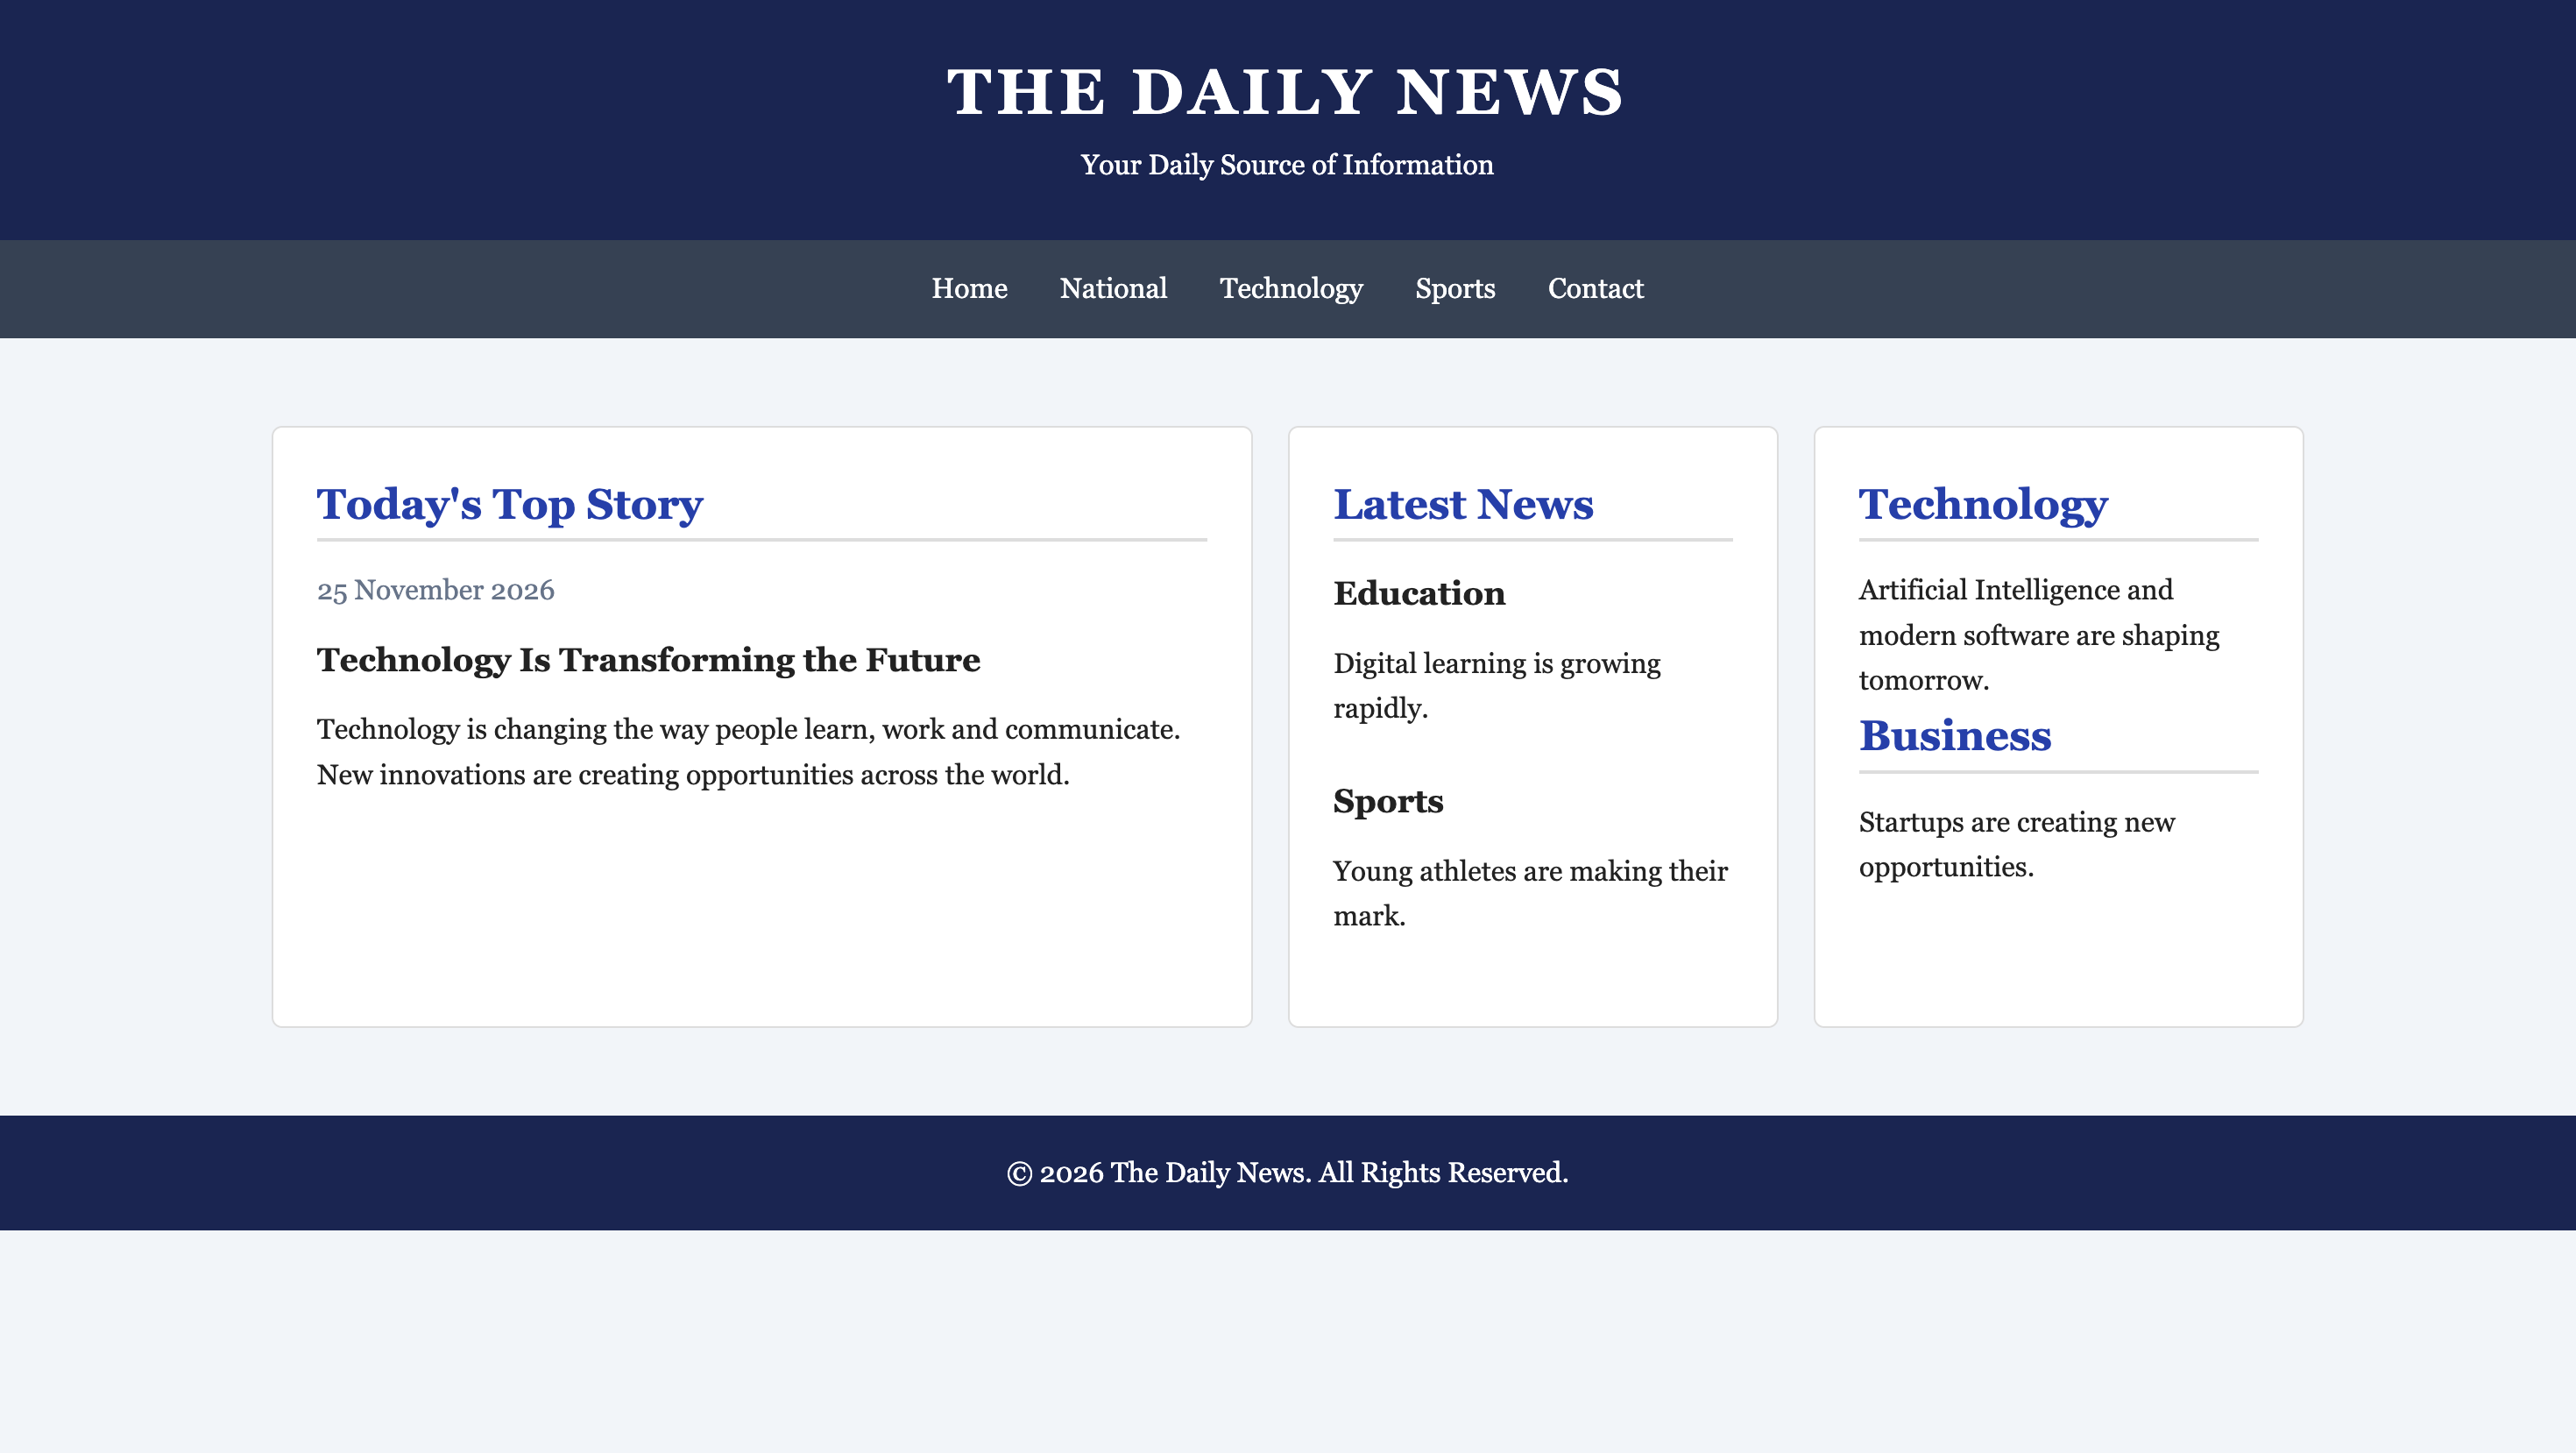 THE DAILY NEWS
Your Daily Source of Information
Home National Technology Sports Contact
Today's Top Story
25 November 2026
Technology Is Transforming the Future
Technology is changing the way people learn, work and communicate.
New innovations are creating opportunities across the world.
Latest News
Education
Digital learning is growing
rapidly.
Sports
Young athletes are making their
mark.
Technology
Artificial Intelligence and
modern software are shaping
tomorrow.
Business
Startups are creating new
opportunities.
© 2026 The Daily News. All Rights Reserved.